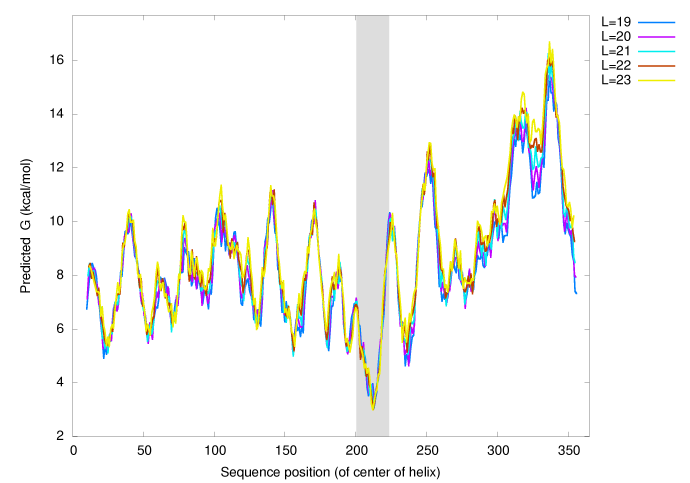 L=19
L=20
L=21
L=22
L=23
16
14
12
10
8
6
4
2
Predicted G (kcal/mol)
0 50 100 150 200 250 300 350
Sequence position (of center of helix)